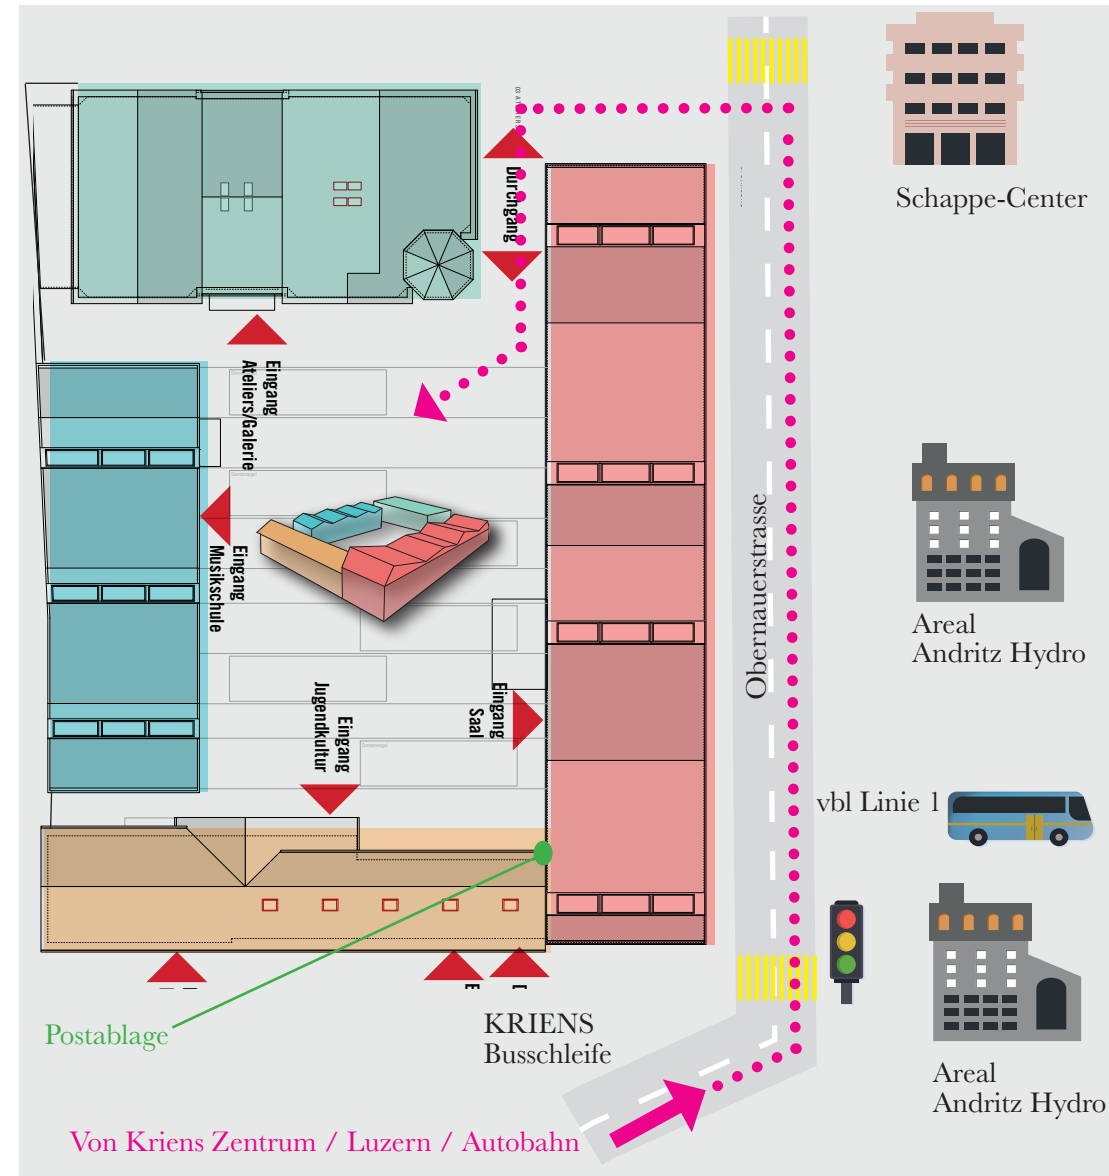 Schappe-Center
Durchgang
Eingang
Ateliers/Galerie
Eingang
Musikschule
Eingang
Saal
Eingang
Jugendkultur
Obernauerstrasse
Areal
Andritz Hydro
vbl Linie 1
Postablage
KRIENS
Busschleife
Areal
Andritz Hydro
Von Kriens Zentrum / Luzern / Autobahn